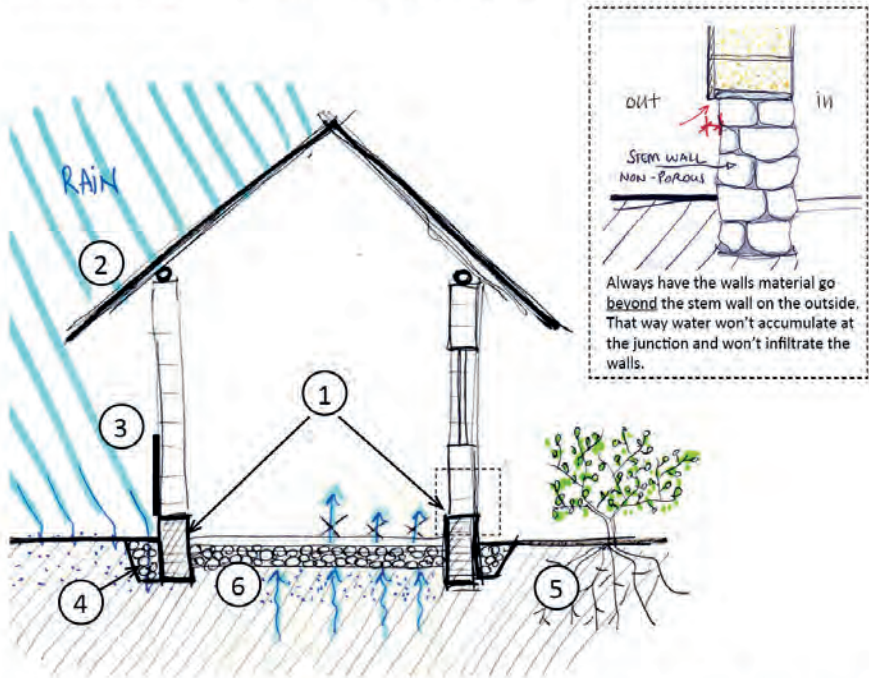 RAIN
2
3
1
4
6
5
out
in
STEM WALL
NON-POROUS
Always have the walls material go
beyond the stem wall on the outside.
That way water won't accumulate at
the junction and won't infiltrate the
walls.